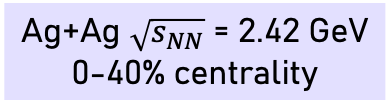 Ag+Ag √s_NN = 2.42 GeV
0-40% centrality